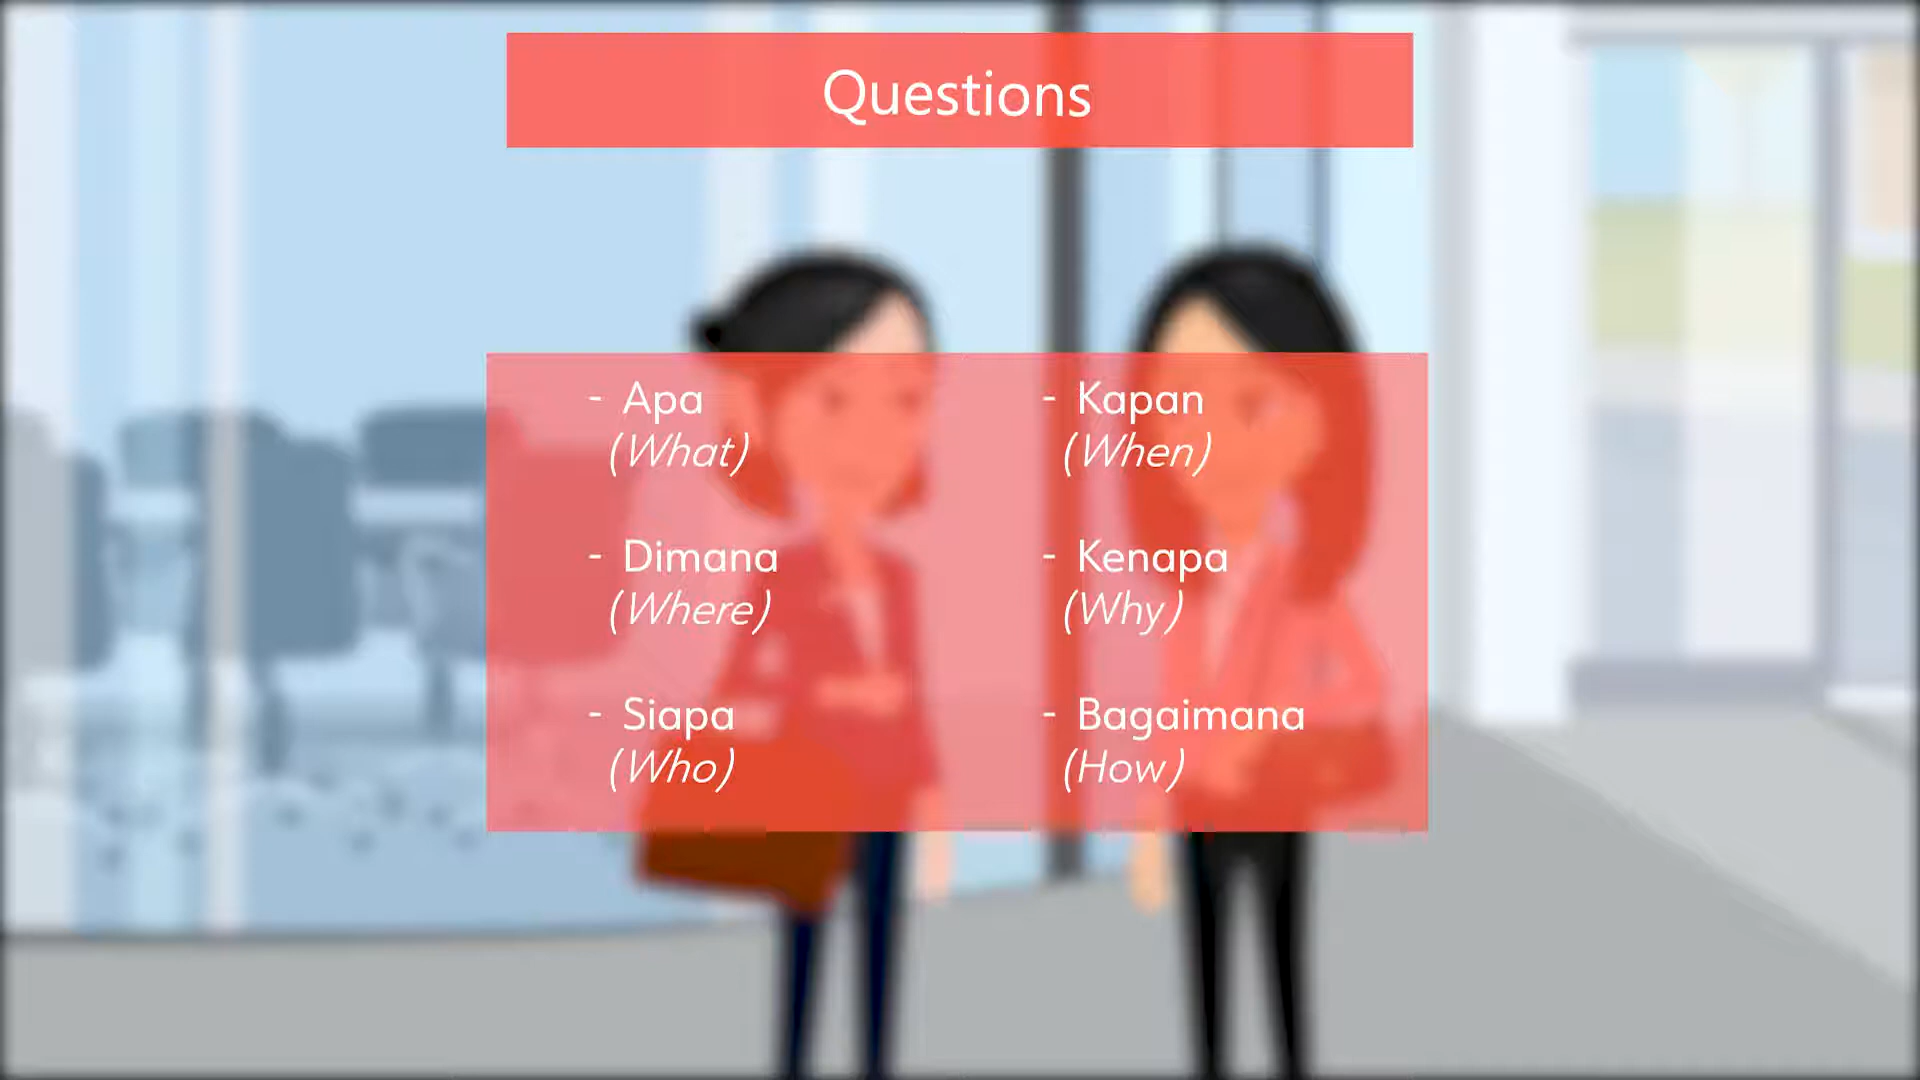 Questions
- Apa
(What)
- Dimana
(Where)
- Siapa
(Who)
- Kapan
(When)
- Kenapa
(Why)
- Bagaimana
(How)